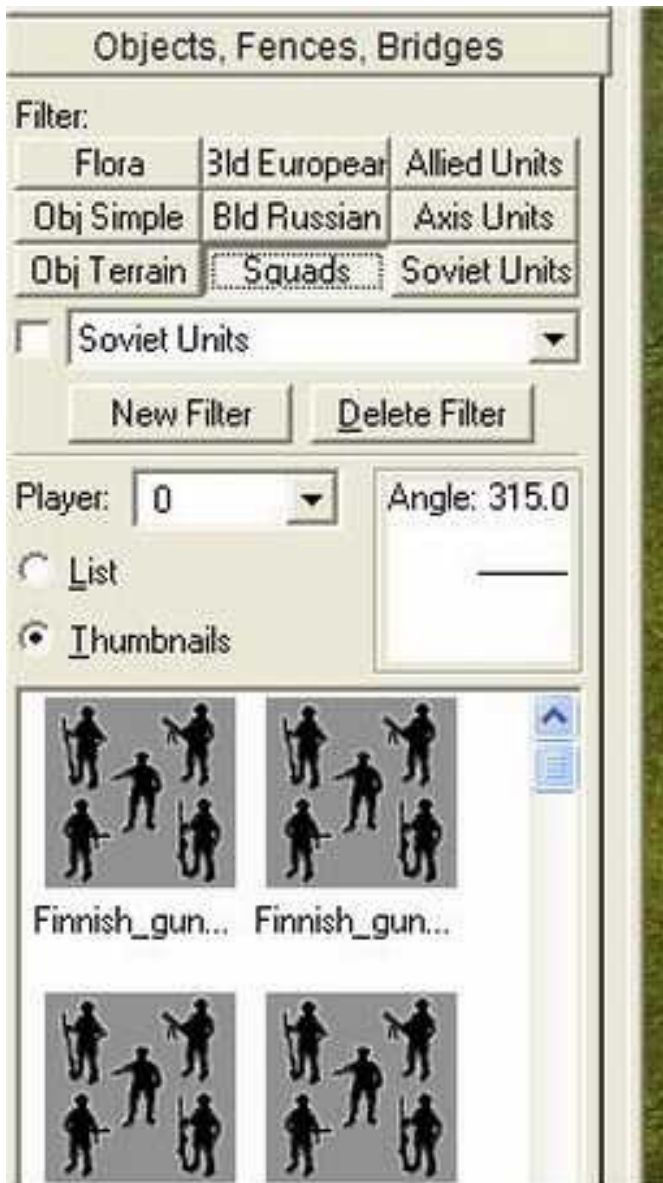 Objects, Fences, Bridges
Filter:
Flora Bld European Allied Units
Obj Simple Bld Russian Axis Units
Obj Terrain Squads Soviet Units
Soviet Units
New Filter Delete Filter
Player: 0 Angle: 315.0
List
Thumbnails
Finnish_gun... Finnish_gun...